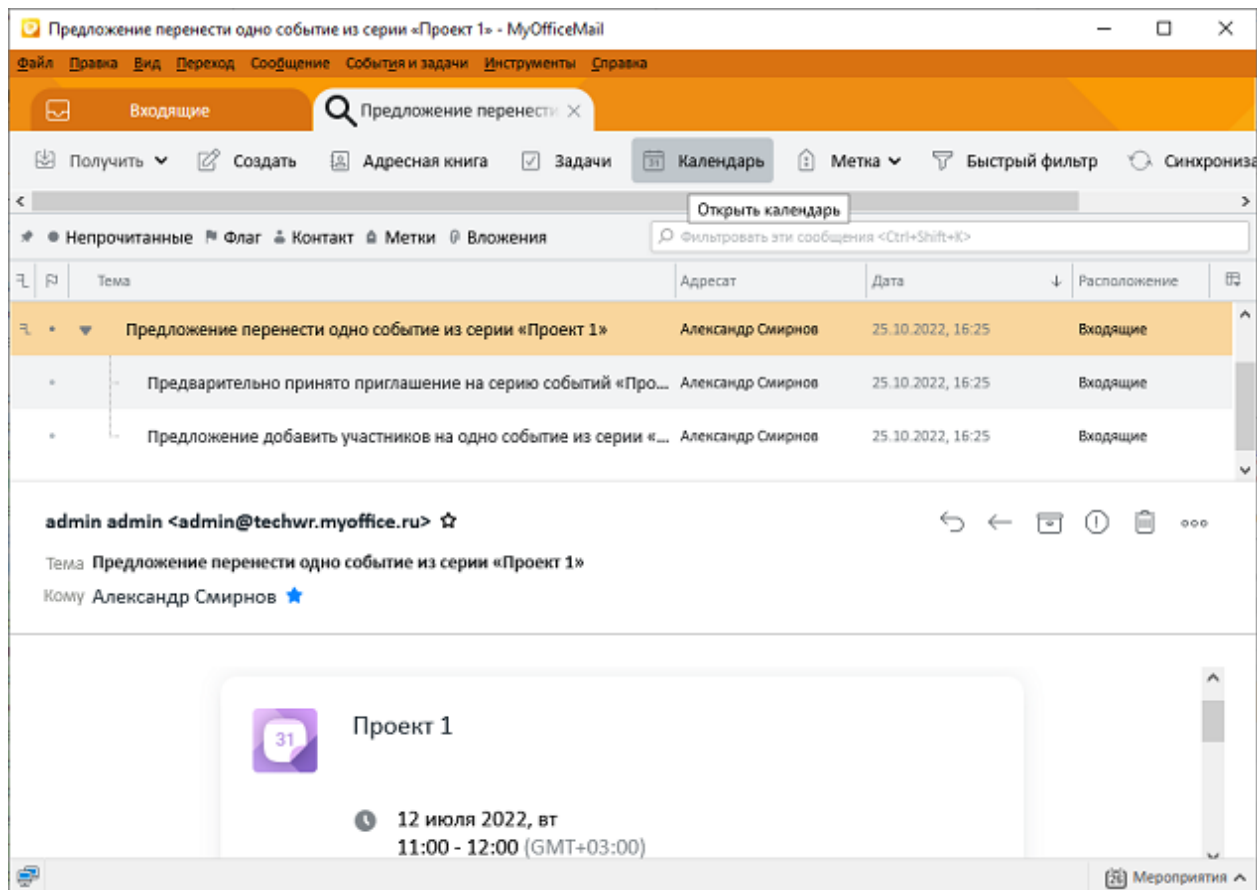 Предложение перенести одно событие из серии «Проект 1» - MyOfficeMail
Файл Правка Вид Переход Сообщение События и задачи Инструменты Справка
Входящие Предложение перенести
Получить Создать Адресная книга Задачи 31 Календарь Метка Быстрый фильтр Синхрониза
Открыть календарь
Непрочитанные Флаг Контакт Метки Вложения Фильтровать эти сообщения <Ctrl+Shift+K>
Тема Адресат Дата Расположение
Предложение перенести одно событие из серии «Проект 1» Александр Смирнов 25.10.2022, 16:25 Входящие
Предварительно принято приглашение на серию событий «Про... Александр Смирнов 25.10.2022, 16:25 Входящие
Предложение добавить участников на одно событие из серии «... Александр Смирнов 25.10.2022, 16:25 Входящие
admin admin <admin@techwr.myoffice.ru>
Тема Предложение перенести одно событие из серии «Проект 1»
Кому Александр Смирнов
31 Проект 1
12 июля 2022, вт
11:00 - 12:00 (GMT+03:00)
26 Мероприятия